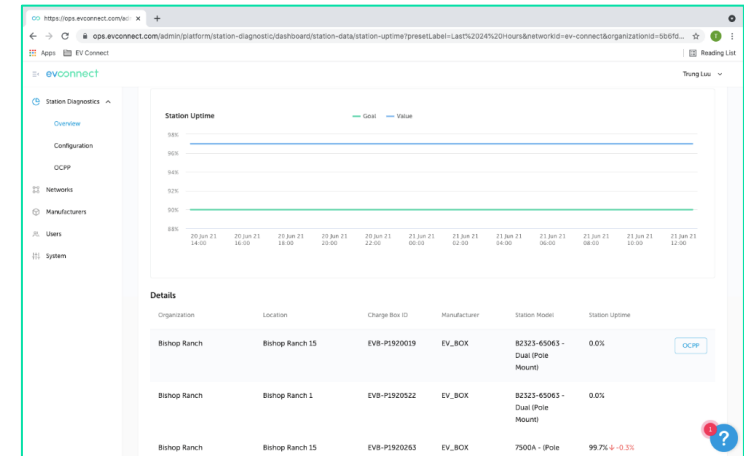 https://ops.evconnect.com/adm
ops.evconnect.com/admin/platform/station-diagnostic/dashboard/station-data/station-uptime?presetLabel=Last%2024%20Hours&networkId=ev-connect&organizationid=5b6fd...
Apps EV Connect Reading List
evconnect Trung Luu
Station Diagnostics
Overview
Configuration
OCPP
Networks
Manufacturers
Users
System
Station Uptime Goal Value
98%
96%
94%
92%
90%
88%
20 Jun 21 14:00
20 Jun 21 16:00
20 Jun 21 18:00
20 Jun 21 20:00
20 Jun 21 22:00
21 Jun 21 00:00
21 Jun 21 02:00
21 Jun 21 04:00
21 Jun 21 06:00
21 Jun 21 08:00
21 Jun 21 10:00
21 Jun 21 12:00
Details
Organization Location Charge Box ID Manufacturer Station Model Station Uptime
Bishop Ranch Bishop Ranch 15 EVB-P1920019 EV_BOX B2323-65063 - 0.0% OCPP
Dual (Pole
Mount)
Bishop Ranch Bishop Ranch 1 EVB-P1920522 EV_BOX B2323-65063 - 0.0%
Dual (Pole
Mount)
Bishop Ranch Bishop Ranch 15 EVB-P1920263 EV_BOX 7500A - (Pole 99.7% ↓ -0.3%
1
?